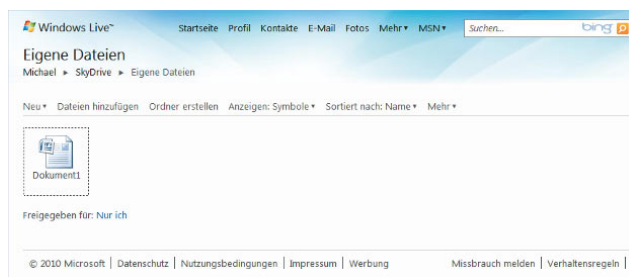 Windows Live™ Startseite Profil Kontakte E-Mail Fotos Mehr▾ MSN▾ Suchen... bing
Eigene Dateien
Michael ▸ SkyDrive ▸ Eigene Dateien
Neu▾ Dateien hinzufügen Ordner erstellen Anzeigen: Symbole▾ Sortiert nach: Name▾ Mehr▾
Dokument1
Freigegeben für: Nur ich
© 2010 Microsoft | Datenschutz | Nutzungsbedingungen | Impressum | Werbung Missbrauch melden | Verhaltensregeln |